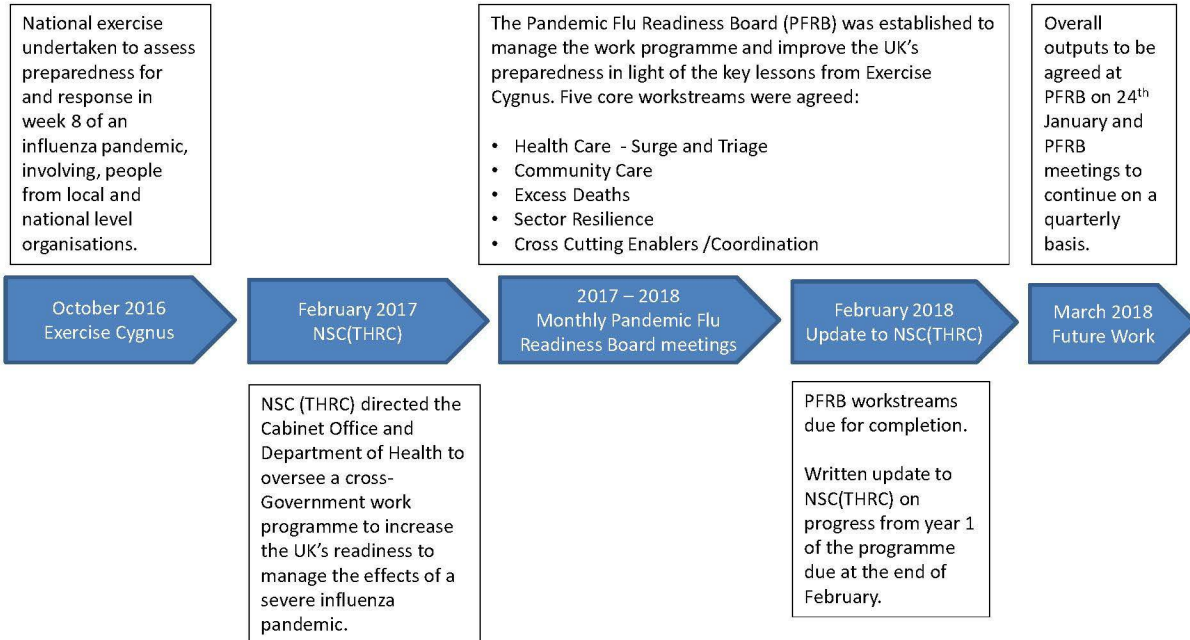 National exercise
undertaken to assess
preparedness for
and response in
week 8 of an
influenza pandemic,
involving, people
from local and
national level
organisations.
The Pandemic Flu Readiness Board (PFRB) was established to
manage the work programme and improve the UK's
preparedness in light of the key lessons from Exercise
Cygnus. Five core workstreams were agreed:
• Health Care - Surge and Triage
• Community Care
• Excess Deaths
• Sector Resilience
• Cross Cutting Enablers /Coordination
Overall
outputs to be
agreed at
PFRB on 24th
January and
PFRB
meetings to
continue on a
quarterly
basis.
October 2016
Exercise Cygnus
February 2017
NSC(THRC)
2017 – 2018
Monthly Pandemic Flu
Readiness Board meetings
February 2018
Update to NSC(THRC)
March 2018
Future Work
NSC (THRC) directed the
Cabinet Office and
Department of Health to
oversee a cross-
Government work
programme to increase
the UK's readiness to
manage the effects of a
severe influenza
pandemic.
PFRB workstreams
due for completion.
Written update to
NSC(THRC) on
progress from year 1
of the programme
due at the end of
February.